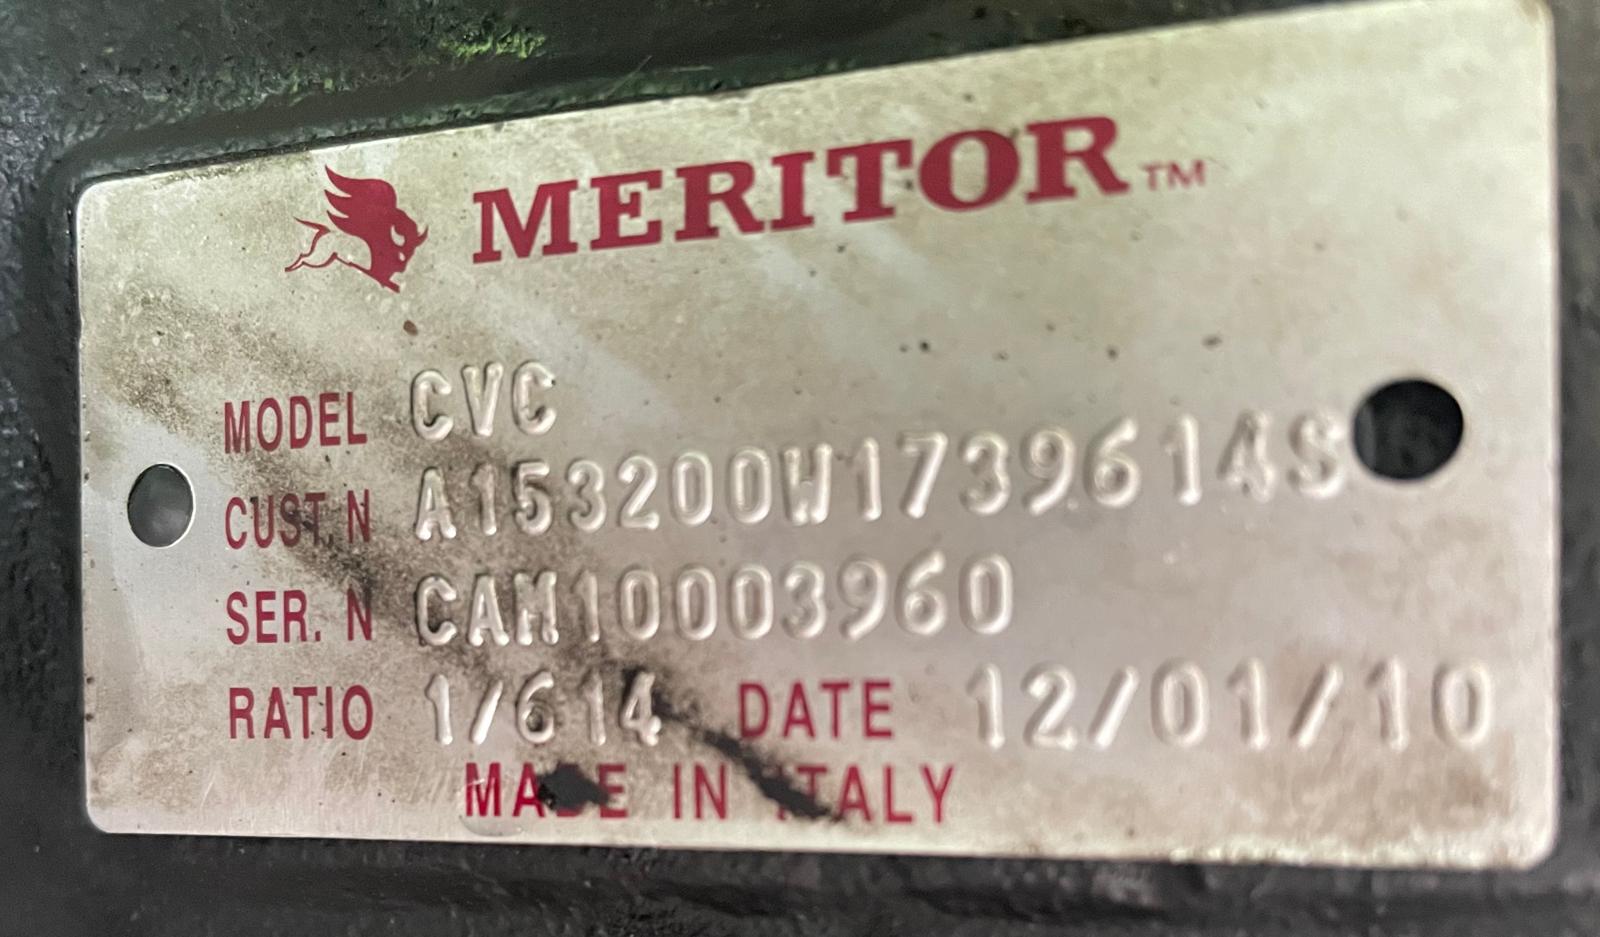 MERITOR™
MODEL CVC
CUST. N A153200W1739614S
SER. N CAM10003960
RATIO 1/614 DATE 12/01/10
MADE IN ITALY